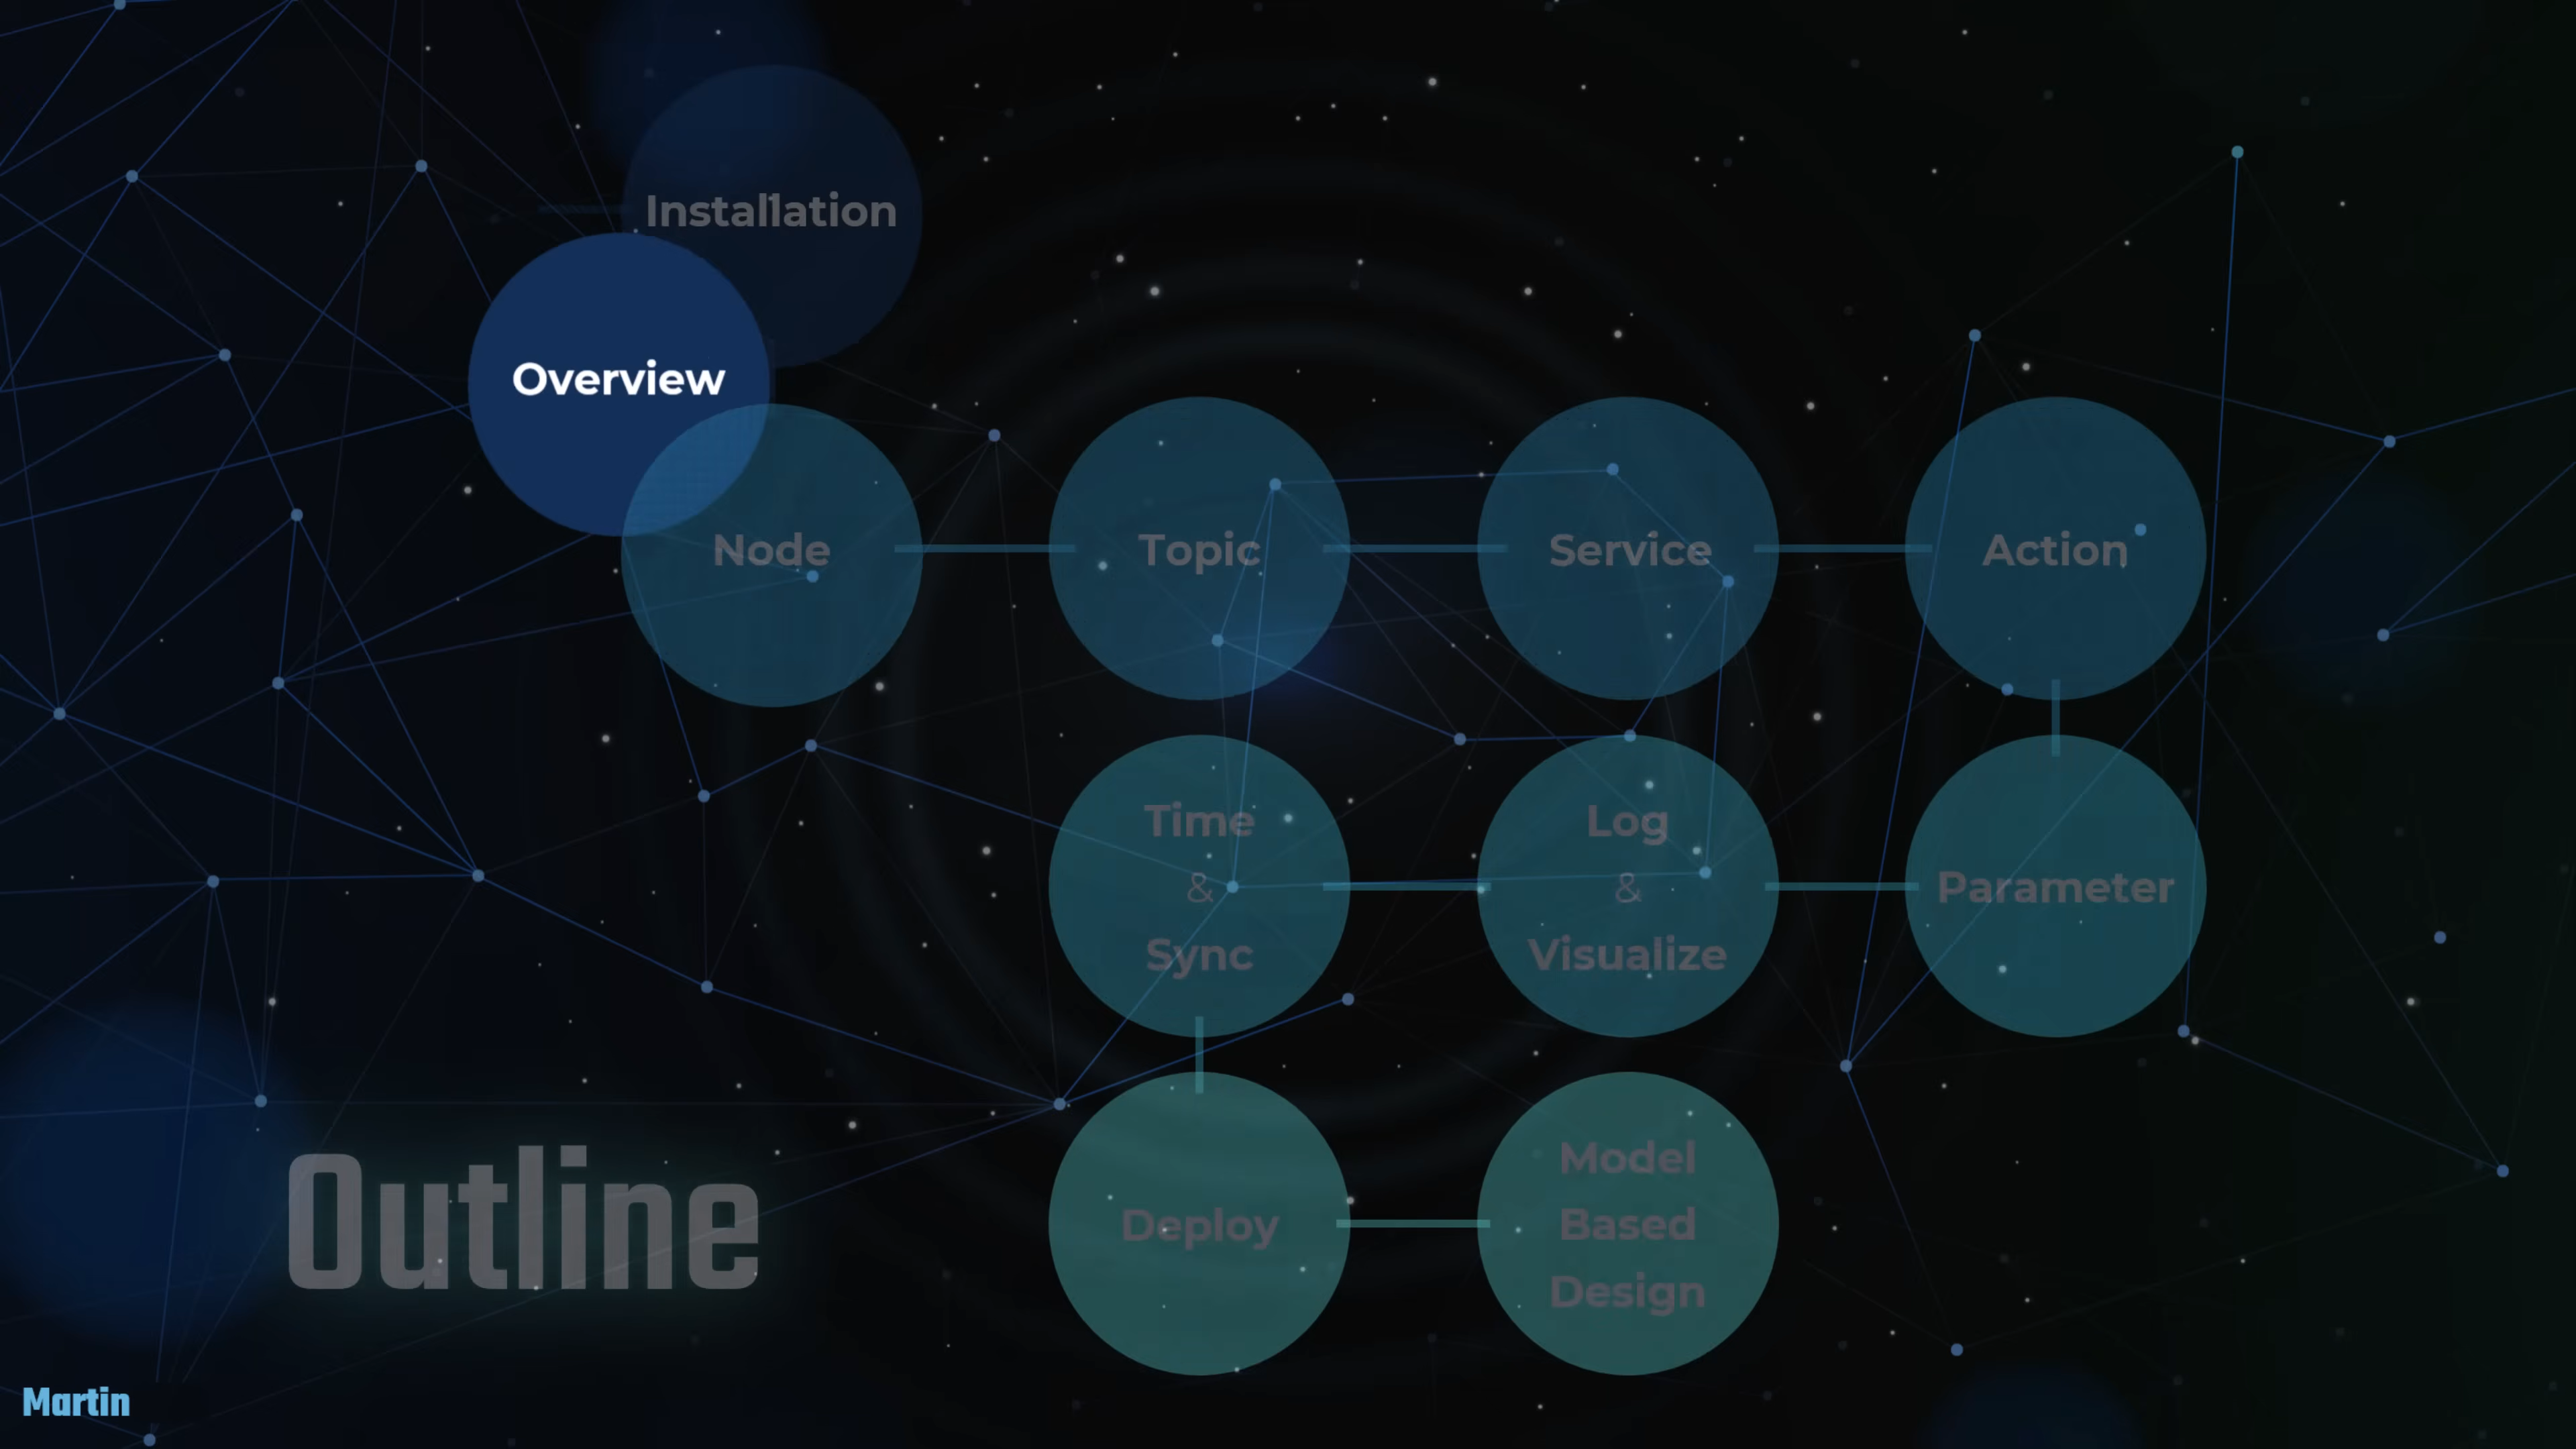 Installation
Overview
Node
Topic
Service
Action
Time
&
Sync
Log
&
Visualize
Parameter
Deploy
Model
Based
Design
Outline
Martin